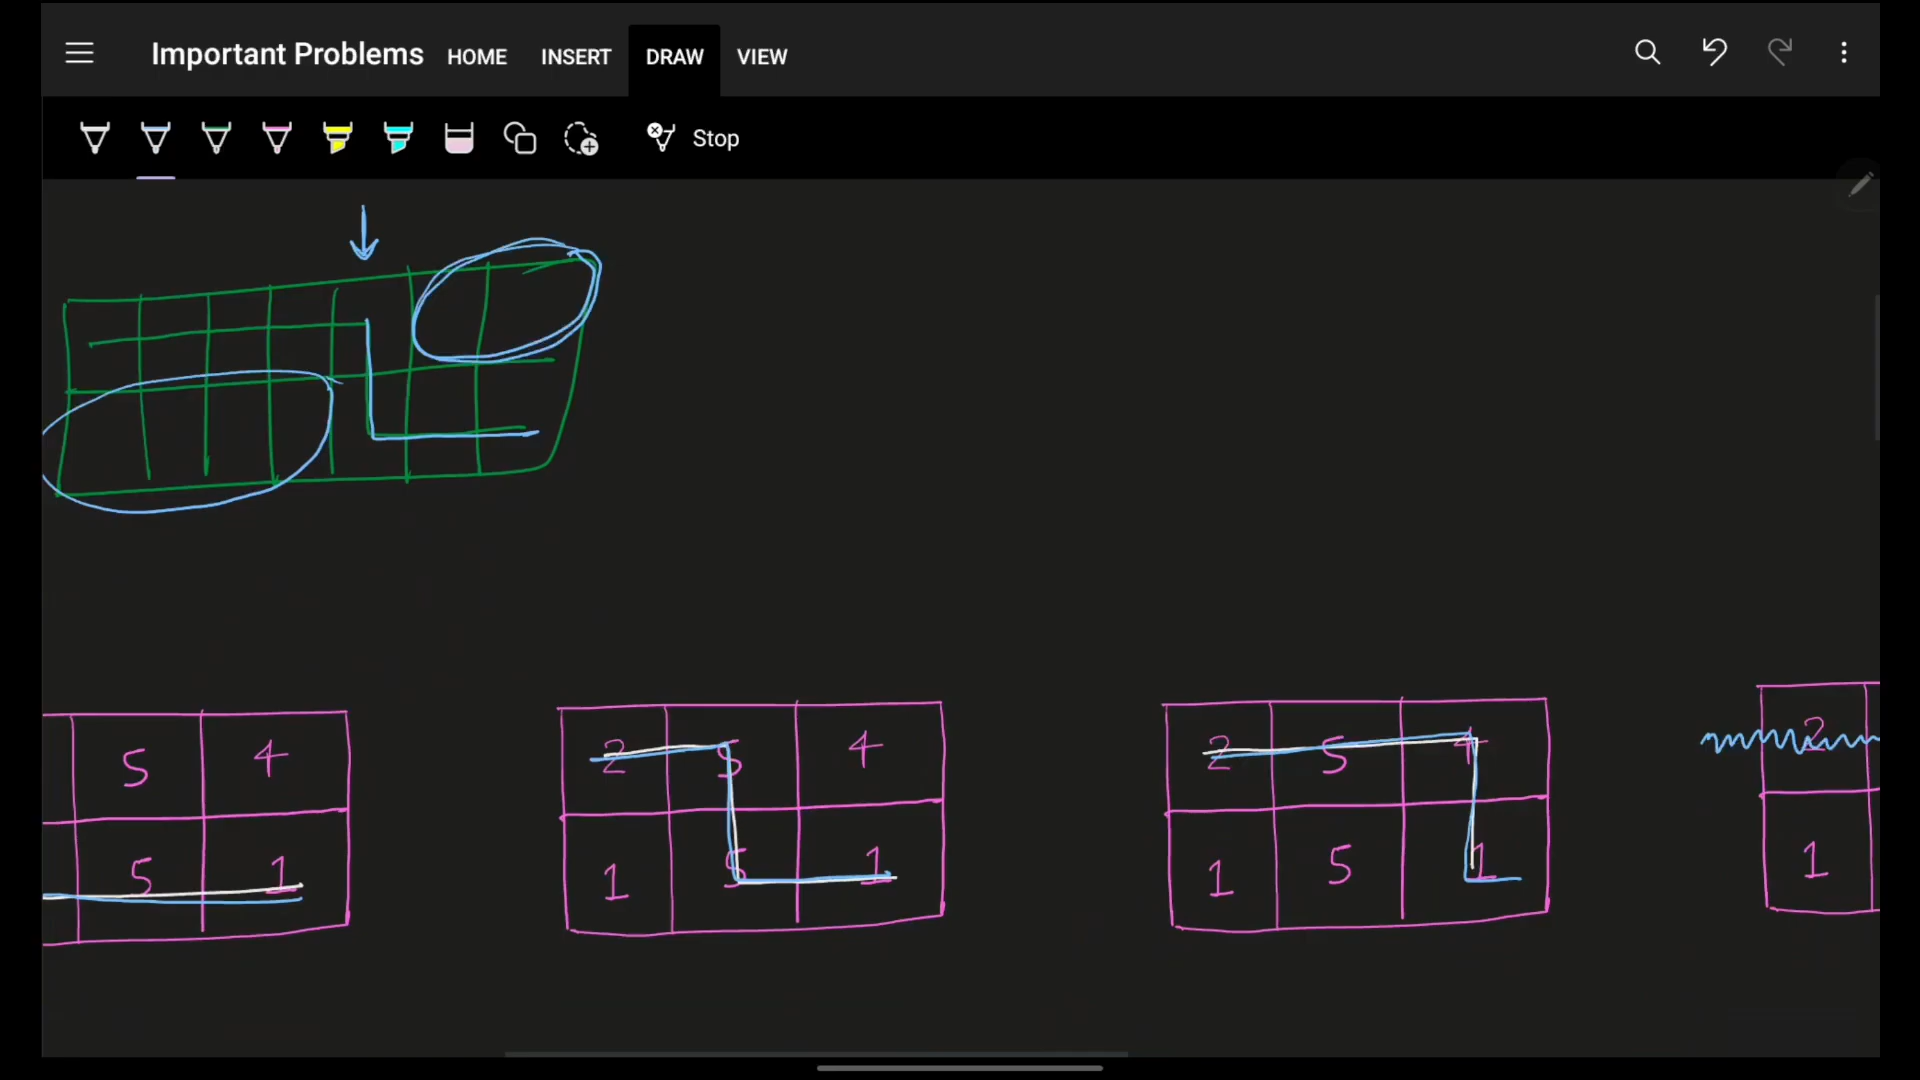 Important Problems HOME INSERT DRAW VIEW
Stop
5 4
5 1
2 5 4
1 5 1
2 5 4
1 5 1
2
1